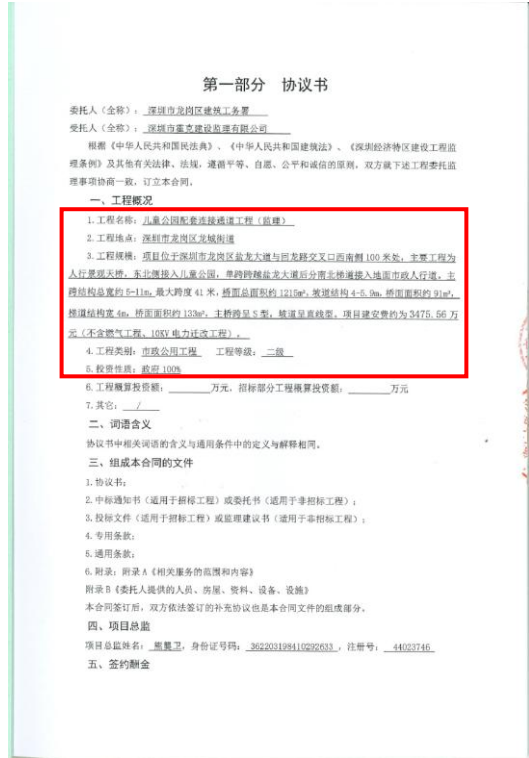 第一部分 协议书
委托人（全称）：深圳市龙岗区建筑工务署
受托人（全称）：深圳市霍克建设监理有限公司
根据《中华人民共和国民法典》、《中华人民共和国建筑法》、《深圳经济特区建设工程监
理条例》及其他有关法律、法规，遵循平等、自愿、公平和诚信的原则，双方就下述工程委托监
理事项协商一致，订立本合同。
一、工程概况
1.工程名称：儿童公园配套连接通道工程（监理）
2.工程地点：深圳市龙岗区龙城街道
3.工程规模：项目位于深圳市龙岗区盐龙大道与回龙路交叉口西南侧100米处，主要工程为
人行景观天桥，东北侧接入儿童公园，单跨跨越盐龙大道后分南北梯道接入地面市政人行道。主
跨结构总宽约5-11m，最大跨度41米，桥面总面积约1215m²，坡道结构4-5.9m，桥面面积约91m²，
梯道结构宽4m，桥面面积约133m²，主桥跨呈S型，坡道呈直线型。项目建安费约为3475.56万
元（不含燃气工程、10KV电力迁改工程）。
4.工程类别：市政公用工程 工程等级：二级
5.投资性质：政府100%
6.工程概算投资额：______万元，招标部分工程概算投资额：______万元
7.其它：/
二、词语含义
协议书中相关词语的含义与通用条件中的定义与解释相同。
三、组成本合同的文件
1.协议书；
2.中标通知书（适用于招标工程）或委托书（适用于非招标工程）；
3.投标文件（适用于招标工程）或监理建议书（适用于非招标工程）；
4.专用条款；
5.通用条款；
6.附录：附录A《相关服务的范围和内容》
附录B《委托人提供的人员、房屋、资料、设备、设施》
本合同签订后，双方依法签订的补充协议也是本合同文件的组成部分。
四、项目总监
项目总监姓名：熊 卫，身份证号码：362203198410292633，注册号：44023746
五、签约酬金